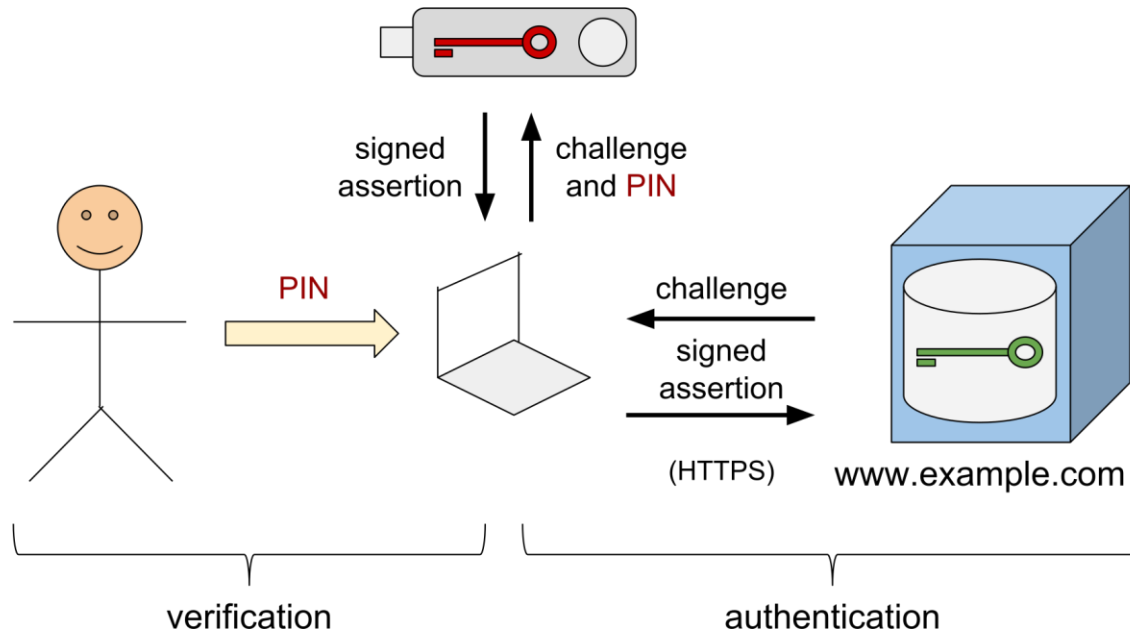 signed
assertion
challenge
and PIN
PIN
challenge
signed
assertion
(HTTPS)
www.example.com
verification
authentication